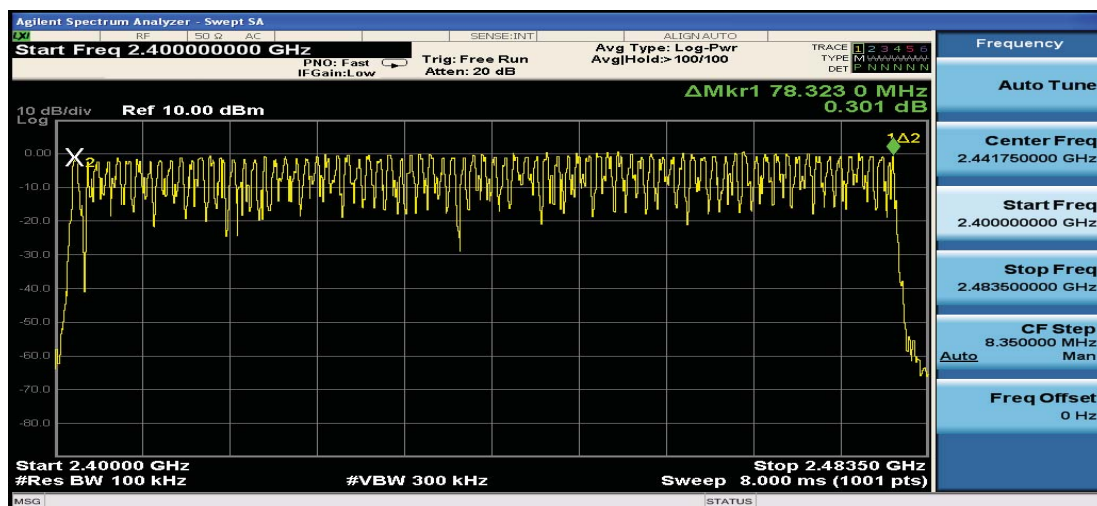 Agilent Spectrum Analyzer - Swept SA
LXI RF 50 Ω AC SENSE:INT ALIGN AUTO
Start Freq 2.400000000 GHz
PNO: Fast
IFGain:Low
Trig: Free Run
Atten: 20 dB
Avg Type: Log-Pwr
Avg|Hold:>100/100
TRACE 1 2 3 4 5 6
TYPE M
DET P N N N N N
ΔMkr1 78.323 0 MHz
0.301 dB
10 dB/div Ref 10.00 dBm
Log
0.00
-10.0
-20.0
-30.0
-40.0
-50.0
-60.0
-70.0
-80.0
X2
1Δ2
Start 2.40000 GHz
Stop 2.48350 GHz
#Res BW 100 kHz
#VBW 300 kHz
Sweep 8.000 ms (1001 pts)
MSG
STATUS
Frequency
Auto Tune
Center Freq
2.441750000 GHz
Start Freq
2.400000000 GHz
Stop Freq
2.483500000 GHz
CF Step
8.350000 MHz
Auto Man
Freq Offset
0 Hz